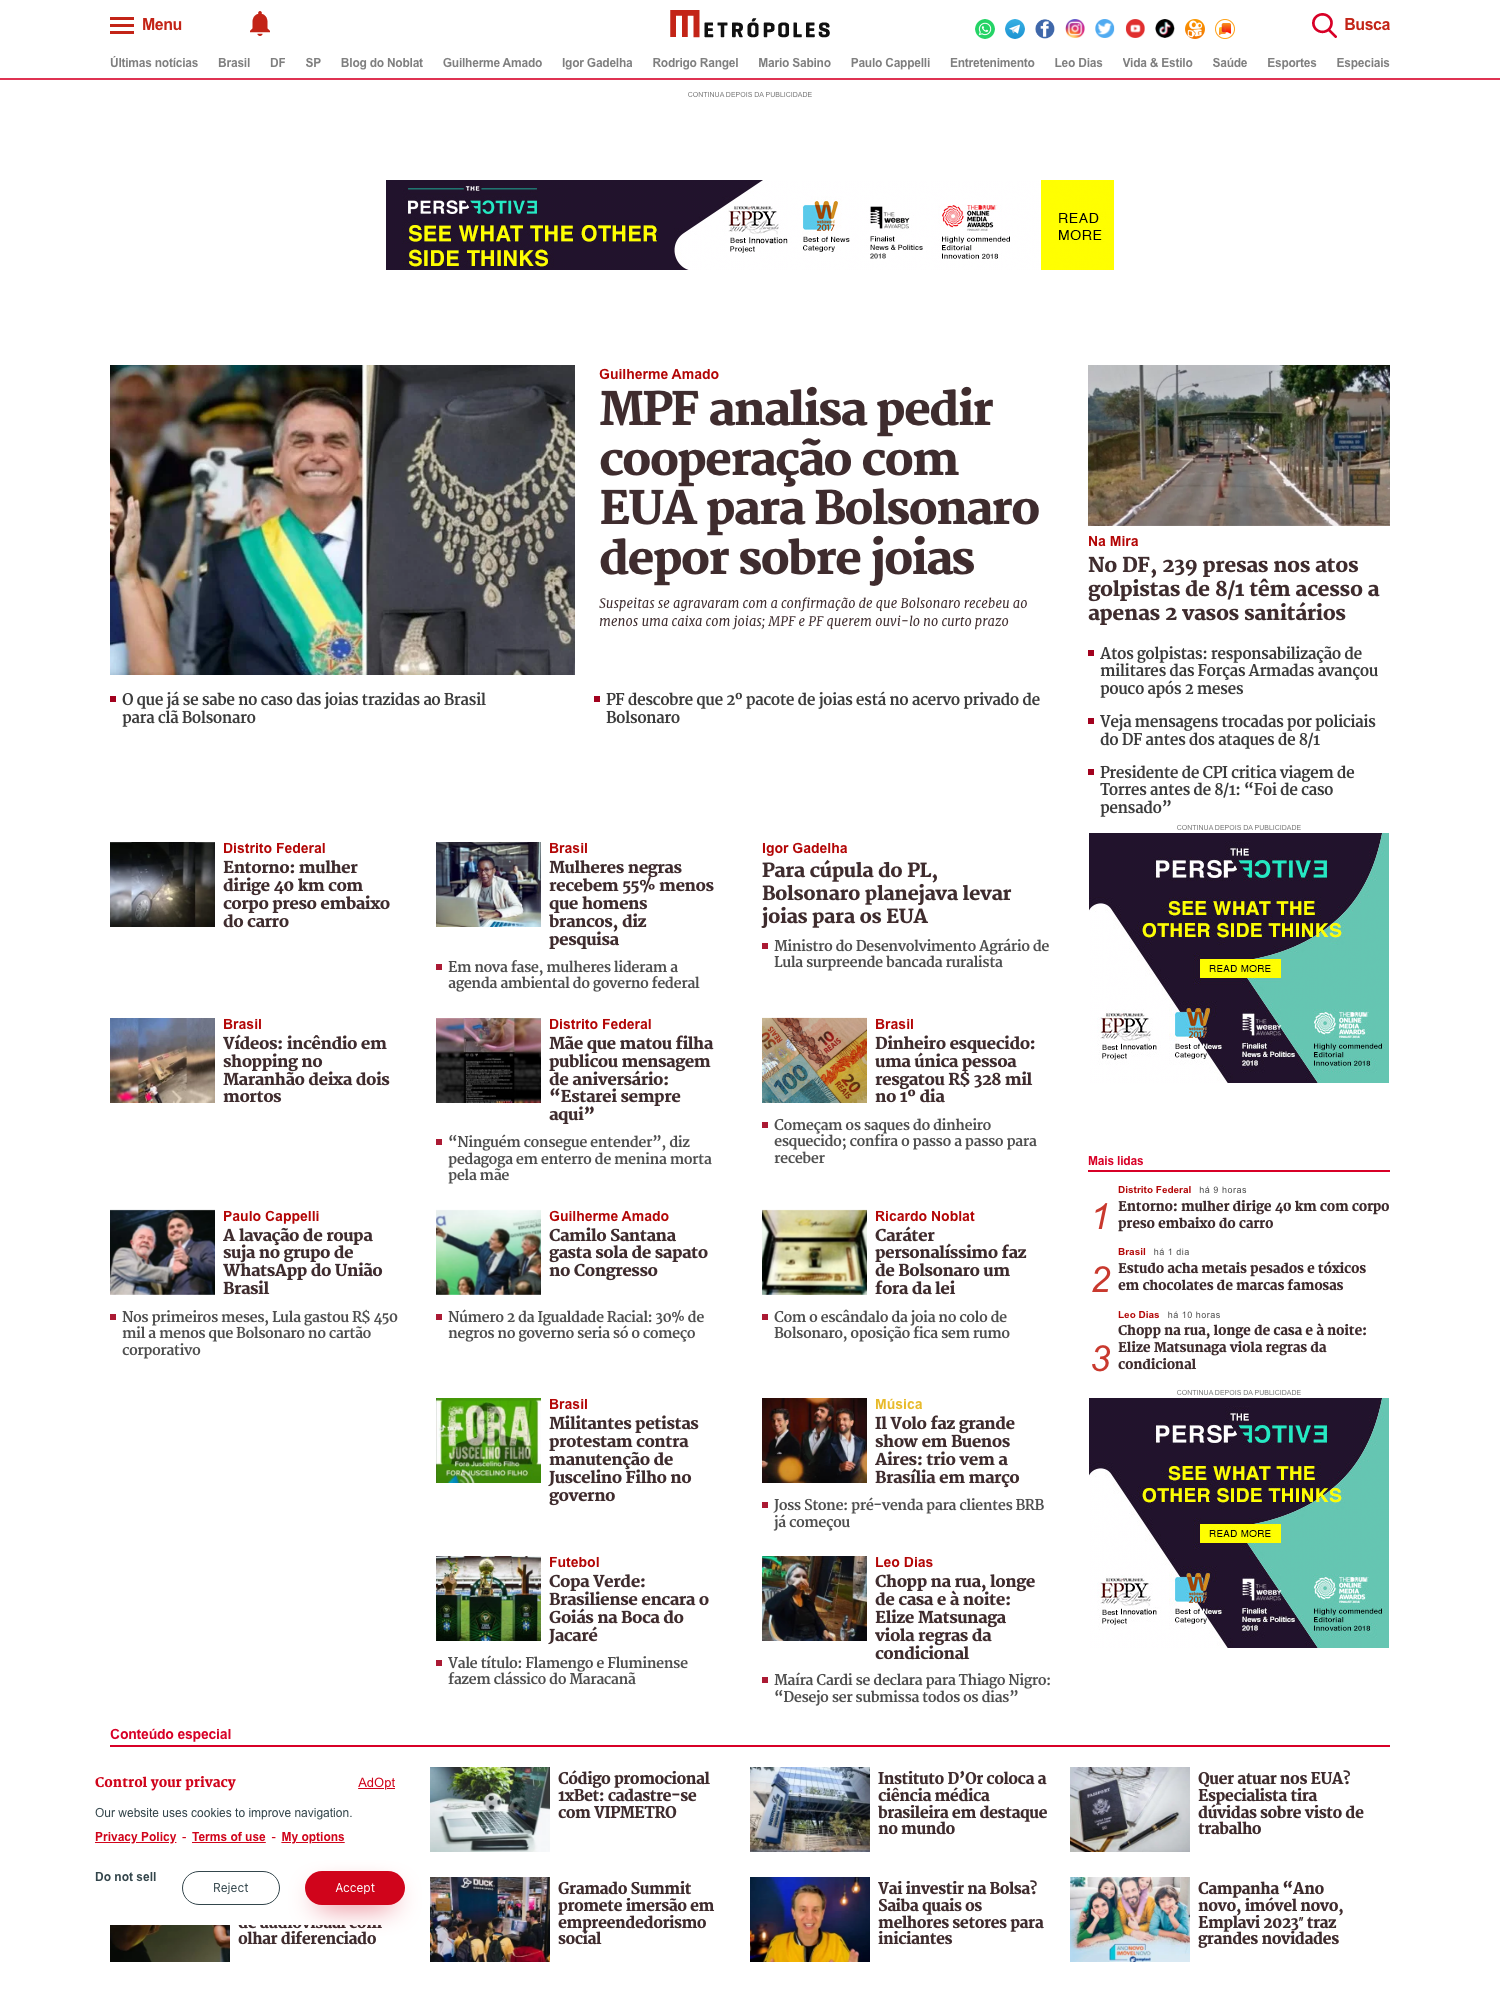 Menu
METRÓPOLES
Busca
Últimas notícias Brasil DF SP Blog do Noblat Guilherme Amado Igor Gadelha Rodrigo Rangel Mario Sabino Paulo Cappelli Entretenimento Leo Dias Vida & Estilo Saúde Esportes Especiais
CONTINUA DEPOIS DA PUBLICIDADE
THE
PERSPECTIVE
SEE WHAT THE OTHER
SIDE THINKS
EPPY
2017 Awards
Best Innovation
Project
W
2017
Best of News
Category
THE
WEBBY
AWARDS
Finalist
News & Politics
2018
THE DRUM
ONLINE
MEDIA
AWARDS
Highly commended
Editorial
Innovation 2018
READ
MORE
Guilherme Amado
MPF analisa pedir
cooperação com
EUA para Bolsonaro
depor sobre joias
Suspeitas se agravaram com a confirmação de que Bolsonaro recebeu ao
menos uma caixa com joias; MPF e PF querem ouvi-lo no curto prazo
O que já se sabe no caso das joias trazidas ao Brasil
para clã Bolsonaro
PF descobre que 2º pacote de joias está no acervo privado de
Bolsonaro
Na Mira
No DF, 239 presas nos atos
golpistas de 8/1 têm acesso a
apenas 2 vasos sanitários
Atos golpistas: responsabilização de
militares das Forças Armadas avançou
pouco após 2 meses
Veja mensagens trocadas por policiais
do DF antes dos ataques de 8/1
Presidente de CPI critica viagem de
Torres antes de 8/1: “Foi de caso
pensado”
Distrito Federal
Entorno: mulher
dirige 40 km com
corpo preso embaixo
do carro
Brasil
Mulheres negras
recebem 55% menos
que homens
brancos, diz
pesquisa
Em nova fase, mulheres lideram a
agenda ambiental do governo federal
Igor Gadelha
Para cúpula do PL,
Bolsonaro planejava levar
joias para os EUA
Ministro do Desenvolvimento Agrário de
Lula surpreende bancada ruralista
CONTINUA DEPOIS DA PUBLICIDADE
THE
PERSPECTIVE
SEE WHAT THE
OTHER SIDE THINKS
READ MORE
EPPY
Best Innovation
Project
W
2017
Best of News
Category
THE
WEBBY
AWARDS
Finalist
News & Politics
2018
THE DRUM
ONLINE
MEDIA
AWARDS
Highly commended
Editorial
Innovation 2018
Brasil
Vídeos: incêndio em
shopping no
Maranhão deixa dois
mortos
Distrito Federal
Mãe que matou filha
publicou mensagem
de aniversário:
“Estarei sempre
aqui”
“Ninguém consegue entender”, diz
pedagoga em enterro de menina morta
pela mãe
100
10
REAIS
20
REAIS
Brasil
Dinheiro esquecido:
uma única pessoa
resgatou R$ 328 mil
no 1º dia
Começam os saques do dinheiro
esquecido; confira o passo a passo para
receber
Mais lidas
1
Distrito Federal há 9 horas
Entorno: mulher dirige 40 km com corpo
preso embaixo do carro
2
Brasil há 1 dia
Estudo acha metais pesados e tóxicos
em chocolates de marcas famosas
3
Leo Dias há 10 horas
Chopp na rua, longe de casa e à noite:
Elize Matsunaga viola regras da
condicional
Paulo Cappelli
A lavação de roupa
suja no grupo de
WhatsApp do União
Brasil
Nos primeiros meses, Lula gastou R$ 450
mil a menos que Bolsonaro no cartão
corporativo
Guilherme Amado
Camilo Santana
gasta sola de sapato
no Congresso
Número 2 da Igualdade Racial: 30% de
negros no governo seria só o começo
Ricardo Noblat
Caráter
personalíssimo faz
de Bolsonaro um
fora da lei
Com o escândalo da joia no colo de
Bolsonaro, oposição fica sem rumo
CONTINUA DEPOIS DA PUBLICIDADE
THE
PERSPECTIVE
SEE WHAT THE
OTHER SIDE THINKS
READ MORE
EPPY
Best Innovation
Project
W
2017
Best of News
Category
THE
WEBBY
AWARDS
Finalist
News & Politics
2018
THE DRUM
ONLINE
MEDIA
AWARDS
Highly commended
Editorial
Innovation 2018
FORA
JUSCELINO FILHO
Fora Juscelino Filho
FORA JUSCELINO FILHO
Brasil
Militantes petistas
protestam contra
manutenção de
Juscelino Filho no
governo
Música
Il Volo faz grande
show em Buenos
Aires: trio vem a
Brasília em março
Joss Stone: pré-venda para clientes BRB
já começou
Futebol
Copa Verde:
Brasiliense encara o
Goiás na Boca do
Jacaré
Vale título: Flamengo e Fluminense
fazem clássico do Maracanã
Leo Dias
Chopp na rua, longe
de casa e à noite:
Elize Matsunaga
viola regras da
condicional
Maíra Cardi se declara para Thiago Nigro:
“Desejo ser submissa todos os dias”
Conteúdo especial
Control your privacy
AdOpt
Our website uses cookies to improve navigation.
Privacy Policy - Terms of use - My options
Do not sell
Reject
Accept
de audiovisual com
olhar diferenciado
Código promocional
1xBet: cadastre-se
com VIPMETRO
Instituto D’Or coloca a
ciência médica
brasileira em destaque
no mundo
PASSPORT
Quer atuar nos EUA?
Especialista tira
dúvidas sobre visto de
trabalho
DUCK
Gramado Summit
promete imersão em
empreendedorismo
social
Vai investir na Bolsa?
Saiba quais os
melhores setores para
iniciantes
Campanha “Ano
novo, imóvel novo,
Emplavi 2023″ traz
grandes novidades